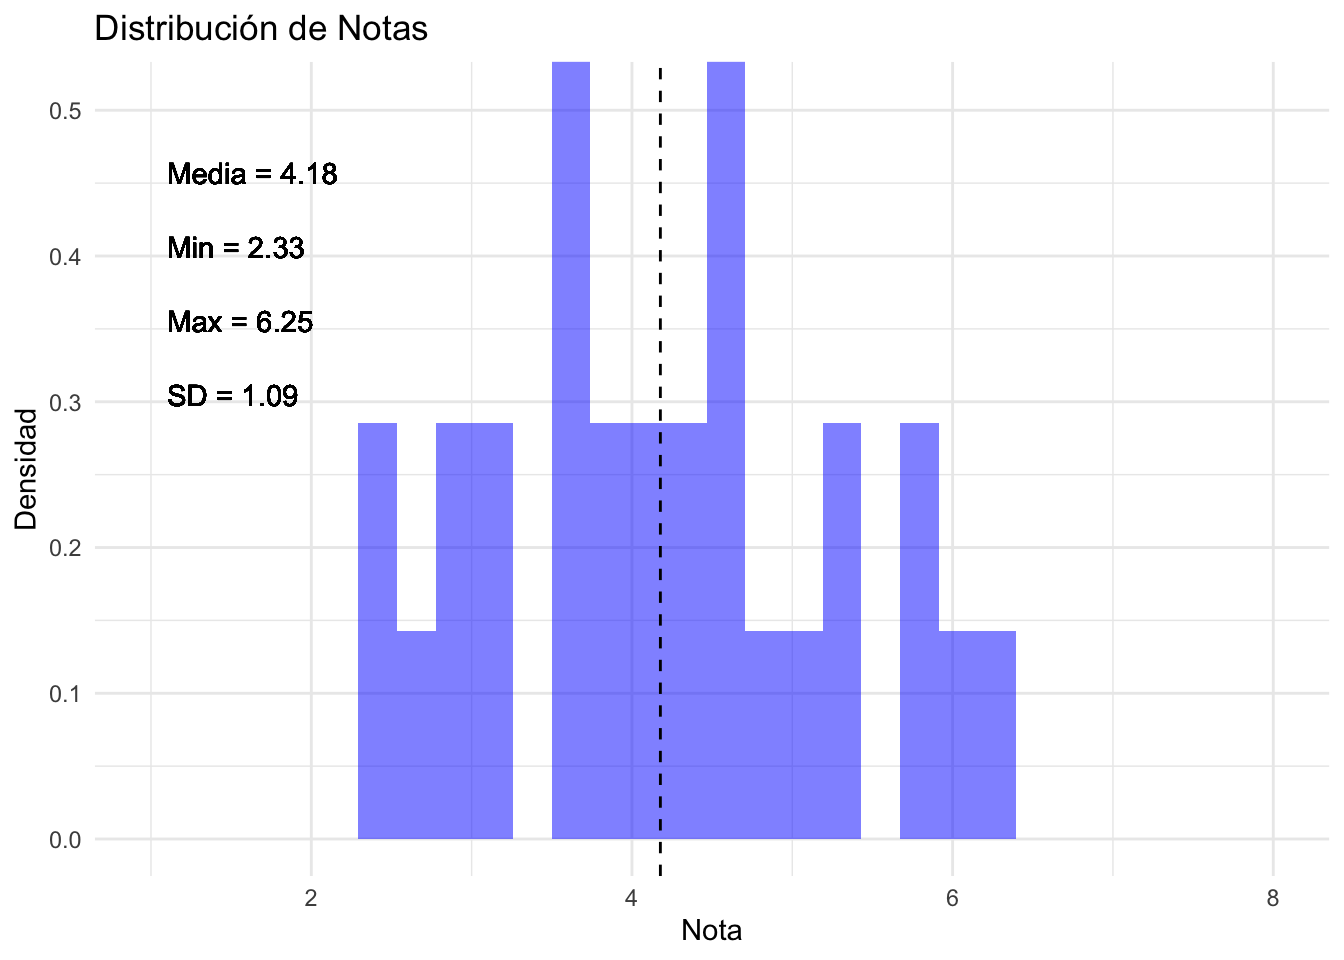 Distribución de Notas
0.5
Media = 4.18
0.4
Min = 2.33
Max = 6.25
SD = 1.09
0.3
Densidad
0.2
0.1
0.0
2 4 6 8
Nota